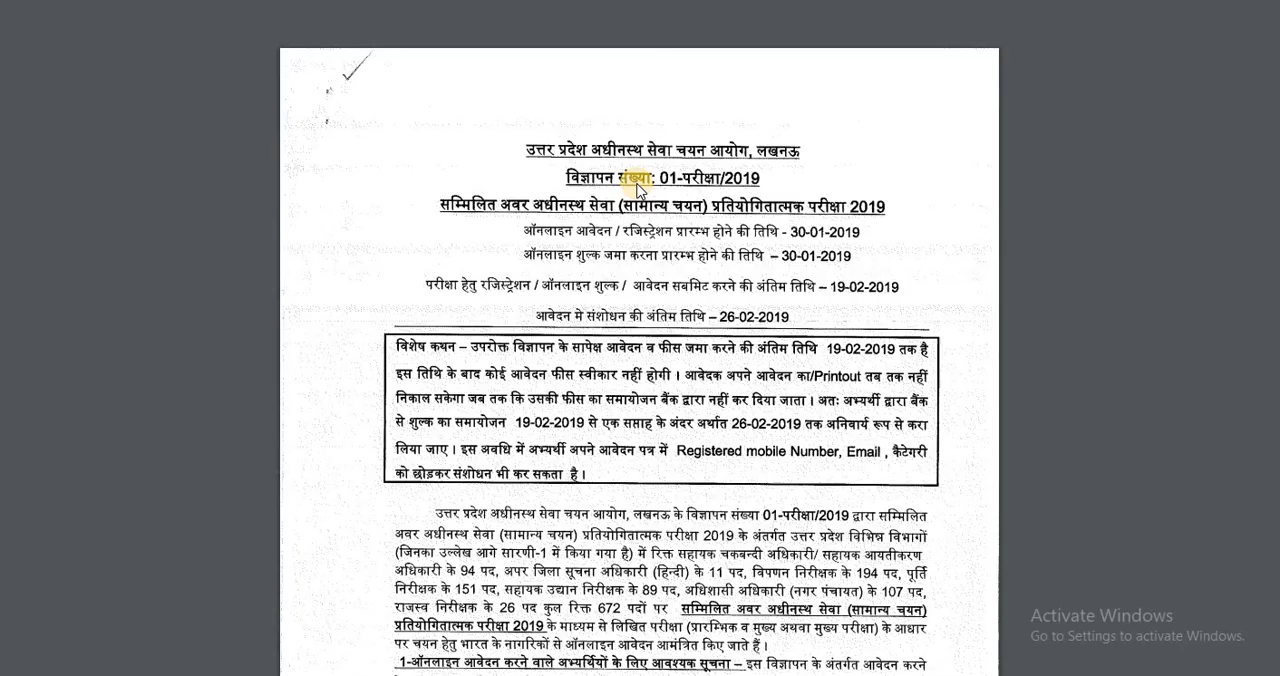 उत्तर प्रदेश अधीनस्थ सेवा चयन आयोग, लखनऊ
विज्ञापन संख्या: 01-परीक्षा/2019
सम्मिलित अवर अधीनस्थ सेवा (सामान्य चयन) प्रतियोगितात्मक परीक्षा 2019
ऑनलाइन आवेदन / रजिस्ट्रेशन प्रारम्भ होने की तिथि - 30-01-2019
ऑनलाइन शुल्क जमा करना प्रारम्भ होने की तिथि – 30-01-2019
परीक्षा हेतु रजिस्ट्रेशन / ऑनलाइन शुल्क / आवेदन सबमिट करने की अंतिम तिथि – 19-02-2019
आवेदन मे संशोधन की अंतिम तिथि – 26-02-2019
विशेष कथन – उपरोक्त विज्ञापन के सापेक्ष आवेदन व फीस जमा करने की अंतिम तिथि 19-02-2019 तक है
इस तिथि के बाद कोई आवेदन फीस स्वीकार नहीं होगी । आवेदक अपने आवेदन का/Printout तब तक नहीं
निकाल सकेगा जब तक कि उसकी फीस का समायोजन बैंक द्वारा नहीं कर दिया जाता । अतः अभ्यर्थी द्वारा बैंक
से शुल्क का समायोजन 19-02-2019 से एक सप्ताह के अंदर अर्थात 26-02-2019 तक अनिवार्य रूप से करा
लिया जाए । इस अवधि में अभ्यर्थी अपने आवेदन पत्र में Registered mobile Number, Email , कैटेगरी
को छोड़कर संशोधन भी कर सकता है ।
उत्तर प्रदेश अधीनस्थ सेवा चयन आयोग, लखनऊ के विज्ञापन संख्या 01-परीक्षा/2019 द्वारा सम्मिलित
अवर अधीनस्थ सेवा (सामान्य चयन) प्रतियोगितात्मक परीक्षा 2019 के अंतर्गत उत्तर प्रदेश विभिन्न विभागों
(जिनका उल्लेख आगे सारणी-1 में किया गया है) में रिक्त सहायक चकबन्दी अधिकारी/ सहायक आयतीकरण
अधिकारी के 94 पद, अपर जिला सूचना अधिकारी (हिन्दी) के 11 पद, विपणन निरीक्षक के 194 पद, पूर्ति
निरीक्षक के 151 पद, सहायक उद्यान निरीक्षक के 89 पद, अधिशासी अधिकारी (नगर पंचायत) के 107 पद,
राजस्व निरीक्षक के 26 पद कुल रिक्त 672 पदों पर सम्मिलित अवर अधीनस्थ सेवा (सामान्य चयन)
प्रतियोगितात्मक परीक्षा 2019 के माध्यम से लिखित परीक्षा (प्रारम्भिक व मुख्य अथवा मुख्य परीक्षा) के आधार
पर चयन हेतु भारत के नागरिकों से ऑनलाइन आवेदन आमंत्रित किए जाते हैं ।
1-ऑनलाइन आवेदन करने वाले अभ्यर्थियों के लिए आवश्यक सूचना – इस विज्ञापन के अंतर्गत आवेदन करने
Activate Windows
Go to Settings to activate Windows.